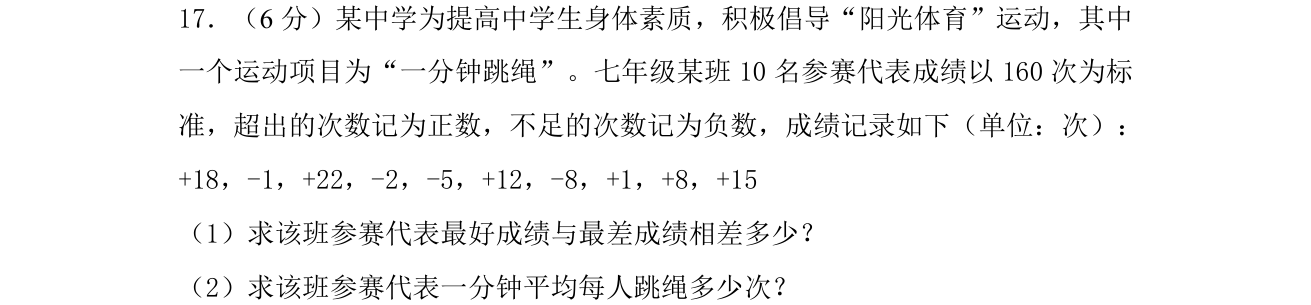 17．（6 分）某中学为提高中学生身体素质，积极倡导“阳光体育”运动，其中
一个运动项目为“一分钟跳绳”。七年级某班 10 名参赛代表成绩以 160 次为标
准，超出的次数记为正数，不足的次数记为负数，成绩记录如下（单位：次）：
+18，-1，+22，-2，-5，+12，-8，+1，+8，+15
（1）求该班参赛代表最好成绩与最差成绩相差多少？
（2）求该班参赛代表一分钟平均每人跳绳多少次？